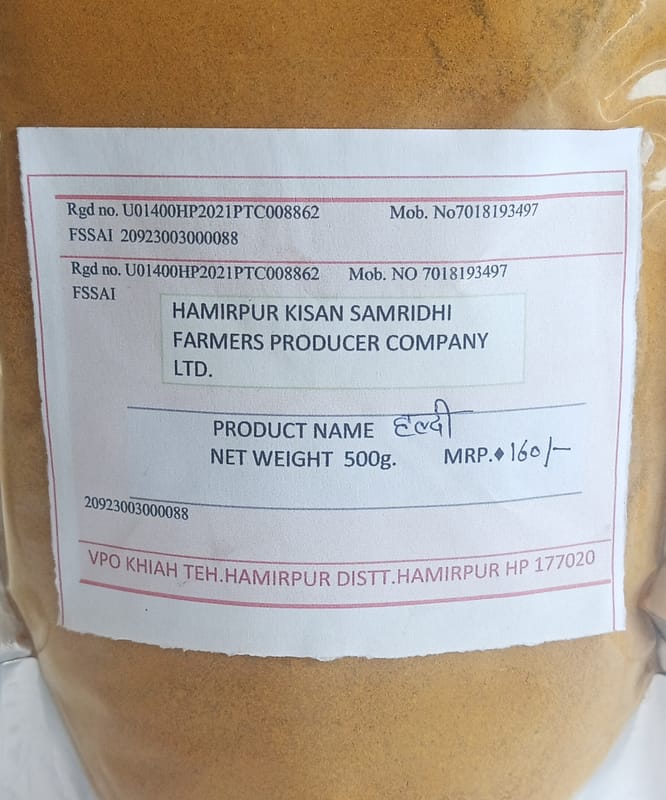 Rgd no. U01400HP2021PTC008862 Mob. No7018193497
FSSAI 20923003000088
Rgd no. U01400HP2021PTC008862 Mob. NO 7018193497
FSSAI
HAMIRPUR KISAN SAMRIDHI
FARMERS PRODUCER COMPANY
LTD.
PRODUCT NAME हल्दी
NET WEIGHT 500g. MRP.♦160/-
20923003000088
VPO KHIAH TEH.HAMIRPUR DISTT.HAMIRPUR HP 177020